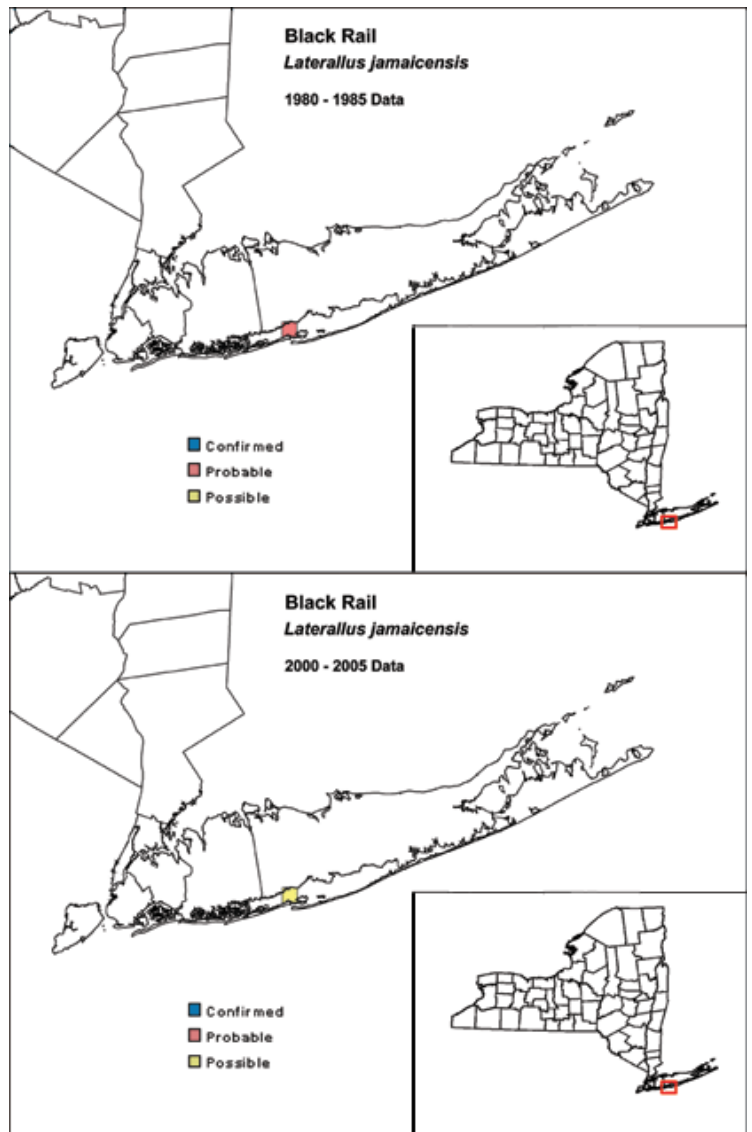 Black Rail
Laterallus jamaicensis
1980 - 1985 Data
Confirmed
Probable
Possible
Black Rail
Laterallus jamaicensis
2000 - 2005 Data
Confirmed
Probable
Possible